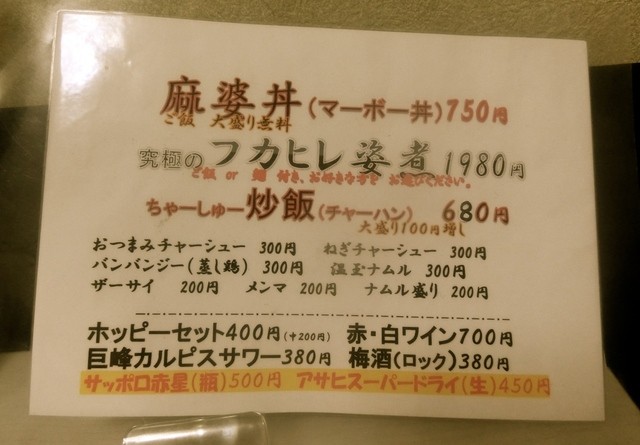 麻婆丼(マーボー丼)750円
ご飯 大盛り無料
究極のフカヒレ姿煮1980円
ご飯 or 麺 付き、お好きな方を お選びください。
ちゃーしゅー炒飯(チャーハン) 680円
大盛り100円増し
おつまみチャーシュー 300円 ねぎチャーシュー 300円
バンバンジー(蒸し鶏) 300円 温玉ナムル 300円
ザーサイ 200円 メンマ 200円 ナムル盛り 200円
ホッピーセット400円(中200円) 赤・白ワイン700円
巨峰カルピスサワー380円 梅酒(ロック)380円
サッポロ赤星(瓶)500円 アサヒスーパードライ(生)450円